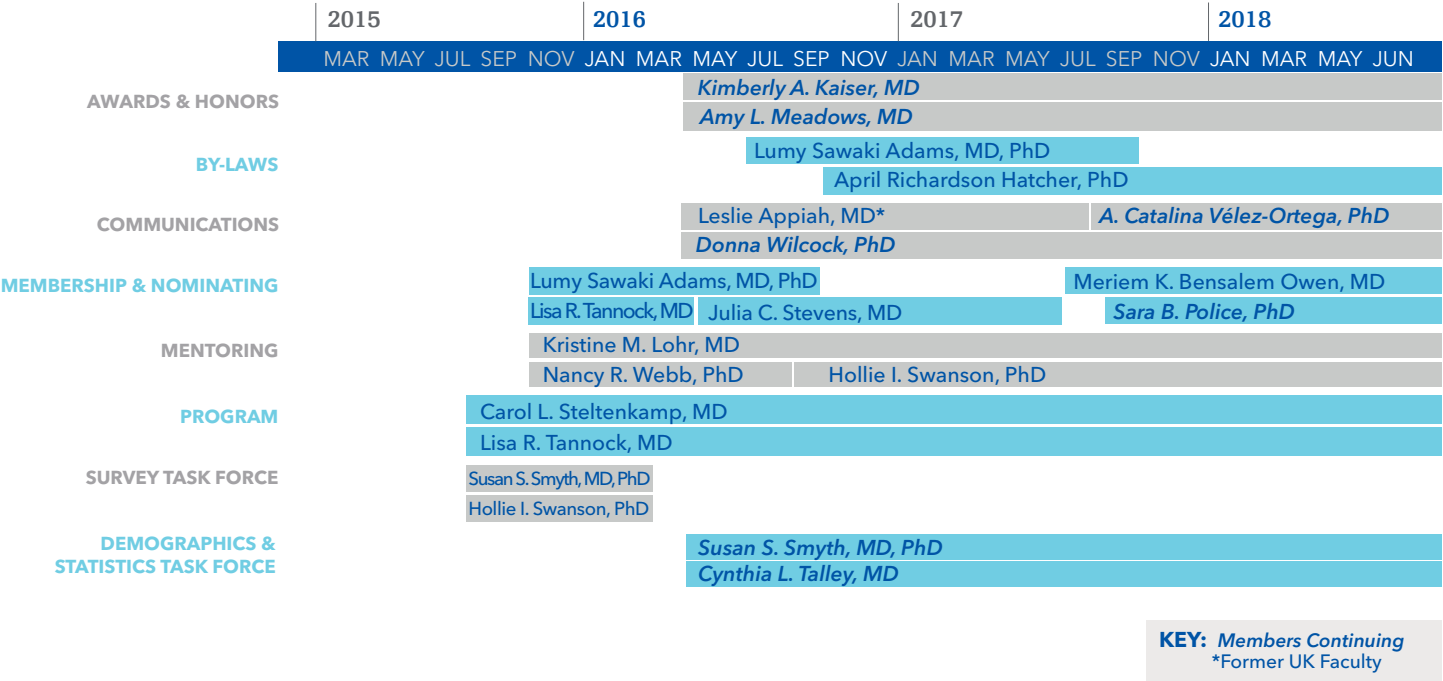 2015 2016 2017 2018
MAR MAY JUL SEP NOV JAN MAR MAY JUL SEP NOV JAN MAR MAY JUL SEP NOV JAN MAR MAY JUN
AWARDS & HONORS
Kimberly A. Kaiser, MD
Amy L. Meadows, MD
BY-LAWS
Lumy Sawaki Adams, MD, PhD
April Richardson Hatcher, PhD
COMMUNICATIONS
Leslie Appiah, MD* A. Catalina Vélez-Ortega, PhD
Donna Wilcock, PhD
MEMBERSHIP & NOMINATING
Lumy Sawaki Adams, MD, PhD Meriem K. Bensalem Owen, MD
Lisa R. Tannock, MD Julia C. Stevens, MD Sara B. Police, PhD
MENTORING
Kristine M. Lohr, MD
Nancy R. Webb, PhD Hollie I. Swanson, PhD
PROGRAM
Carol L. Steltenkamp, MD
Lisa R. Tannock, MD
SURVEY TASK FORCE
Susan S. Smyth, MD, PhD
Hollie I. Swanson, PhD
DEMOGRAPHICS &
STATISTICS TASK FORCE
Susan S. Smyth, MD, PhD
Cynthia L. Talley, MD
KEY: Members Continuing
*Former UK Faculty